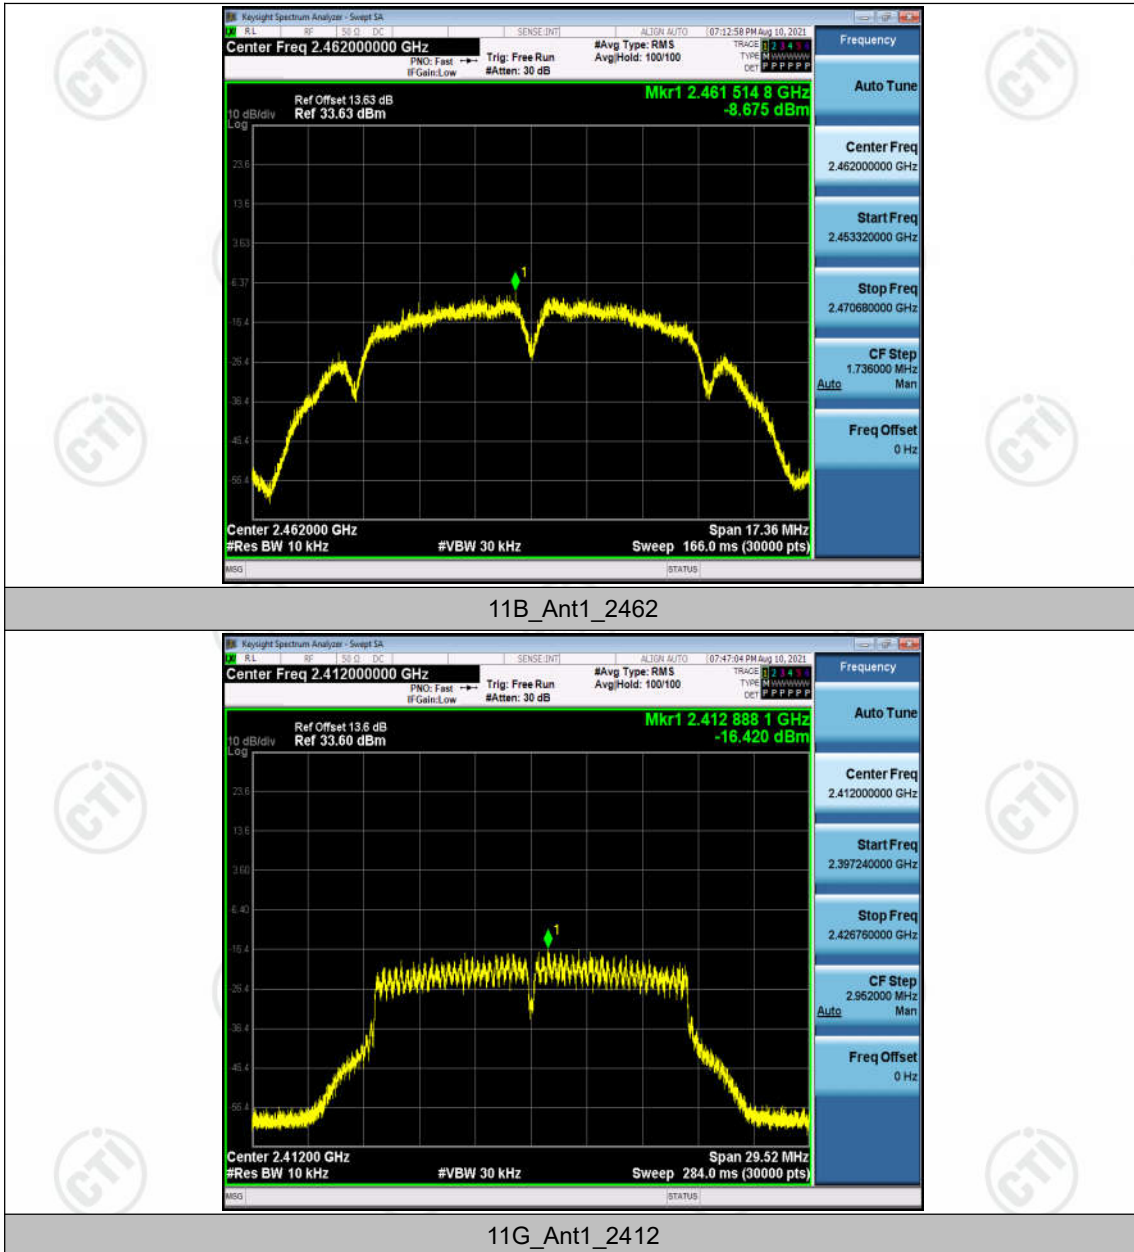 Keysight Spectrum Analyzer - Swept SA
RL RF 50 Ω DC SENSE:INT ALIGN AUTO 07:12:58 PM Aug 10, 2021
Center Freq 2.462000000 GHz
PNO: Fast
IFGain:Low
Trig: Free Run
#Atten: 30 dB
#Avg Type: RMS
Avg|Hold: 100/100
TRACE 1 2 3 4 5 6
TYPE M WWWWW
DET P P P P P P
Ref Offset 13.63 dB
Ref 33.63 dBm
10 dB/div
Log
Mkr1 2.461 514 8 GHz
-8.675 dBm
23.6
13.6
3.63
-6.37
-16.4
-26.4
-36.4
-46.4
-56.4
1
Center 2.462000 GHz
#Res BW 10 kHz
#VBW 30 kHz
Span 17.36 MHz
Sweep 166.0 ms (30000 pts)
MSG STATUS
Frequency
Auto Tune
Center Freq
2.462000000 GHz
Start Freq
2.453320000 GHz
Stop Freq
2.470680000 GHz
CF Step
1.736000 MHz
Auto Man
Freq Offset
0 Hz
11B_Ant1_2462
Keysight Spectrum Analyzer - Swept SA
RL RF 50 Ω DC SENSE:INT ALIGN AUTO 07:47:04 PM Aug 10, 2021
Center Freq 2.412000000 GHz
PNO: Fast
IFGain:Low
Trig: Free Run
#Atten: 30 dB
#Avg Type: RMS
Avg|Hold: 100/100
TRACE 1 2 3 4 5 6
TYPE M WWWWW
DET P P P P P P
Ref Offset 13.6 dB
Ref 33.60 dBm
10 dB/div
Log
Mkr1 2.412 888 1 GHz
-16.420 dBm
23.6
13.6
3.60
-6.40
-16.4
-26.4
-36.4
-46.4
-56.4
1
Center 2.41200 GHz
#Res BW 10 kHz
#VBW 30 kHz
Span 29.52 MHz
Sweep 284.0 ms (30000 pts)
MSG STATUS
Frequency
Auto Tune
Center Freq
2.412000000 GHz
Start Freq
2.397240000 GHz
Stop Freq
2.426760000 GHz
CF Step
2.952000 MHz
Auto Man
Freq Offset
0 Hz
11G_Ant1_2412
CTI
CTI
CTI
CTI
CTI
CTI
CTI
CTI